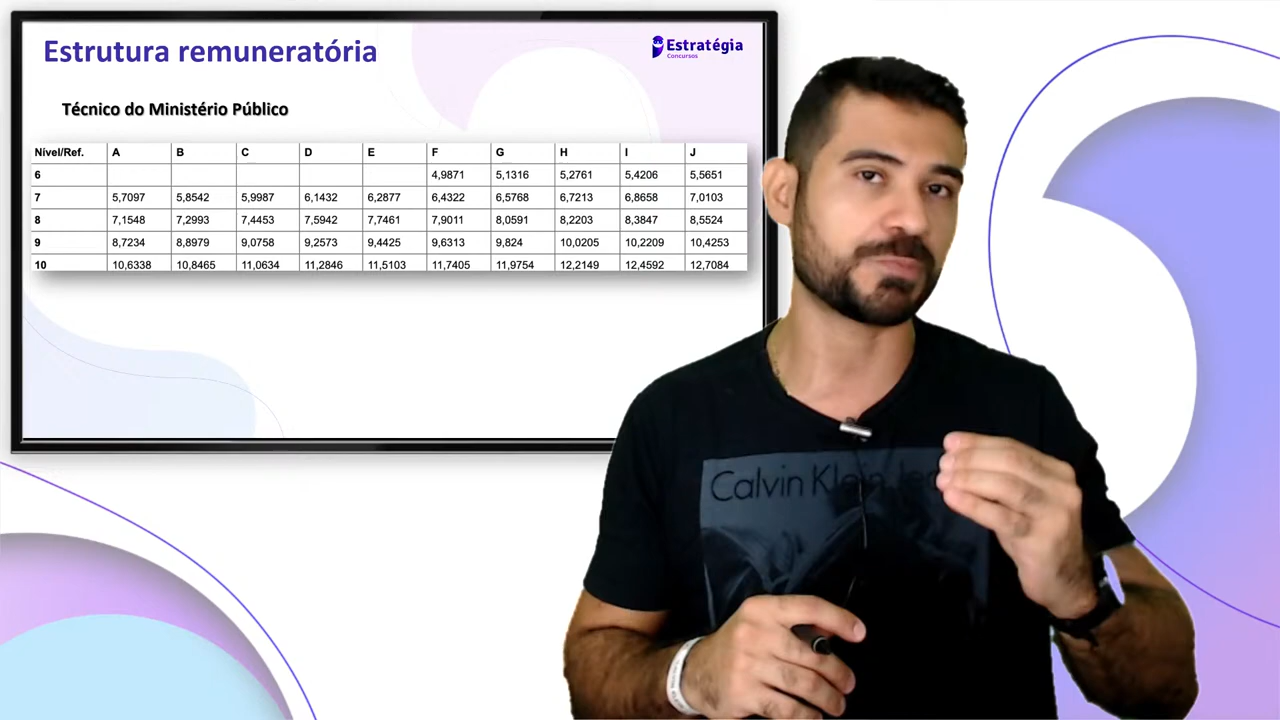 Estrutura remuneratória
Estratégia
Concursos
Técnico do Ministério Público
Nível/Ref. A B C D E F G H I J
6 4,9871 5,1316 5,2761 5,4206 5,5651
7 5,7097 5,8542 5,9987 6,1432 6,2877 6,4322 6,5768 6,7213 6,8658 7,0103
8 7,1548 7,2993 7,4453 7,5942 7,7461 7,9011 8,0591 8,2203 8,3847 8,5524
9 8,7234 8,8979 9,0758 9,2573 9,4425 9,6313 9,824 10,0205 10,2209 10,4253
10 10,6338 10,8465 11,0634 11,2846 11,5103 11,7405 11,9754 12,2149 12,4592 12,7084
Calvin Klein